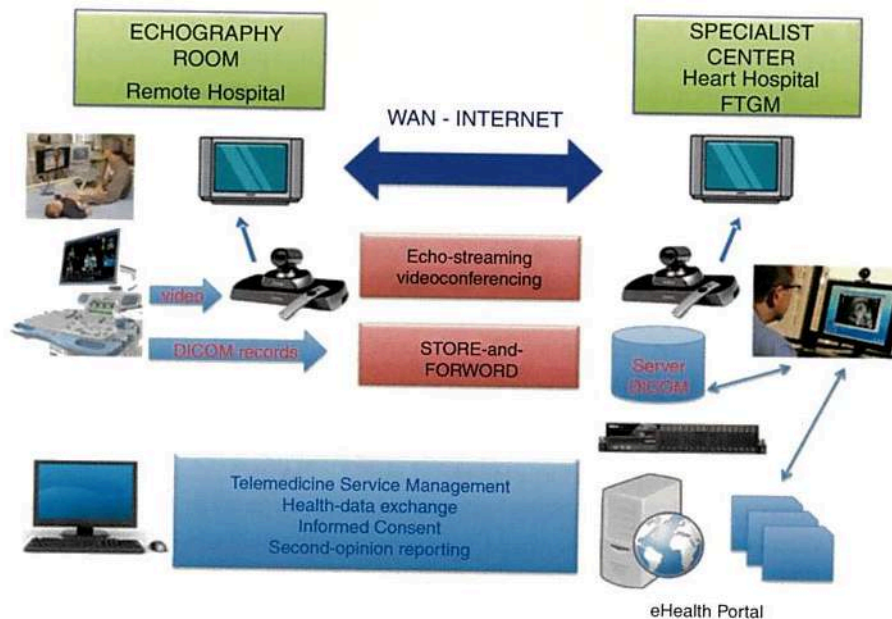 ECHOGRAPHY
ROOM
Remote Hospital
SPECIALIST
CENTER
Heart Hospital
FTGM
WAN - INTERNET
Echo-streaming
videoconferencing
video
DICOM records
STORE-and-
FORWORD
Server
DICOM
Telemedicine Service Management
Health-data exchange
Informed Consent
Second-opinion reporting
eHealth Portal